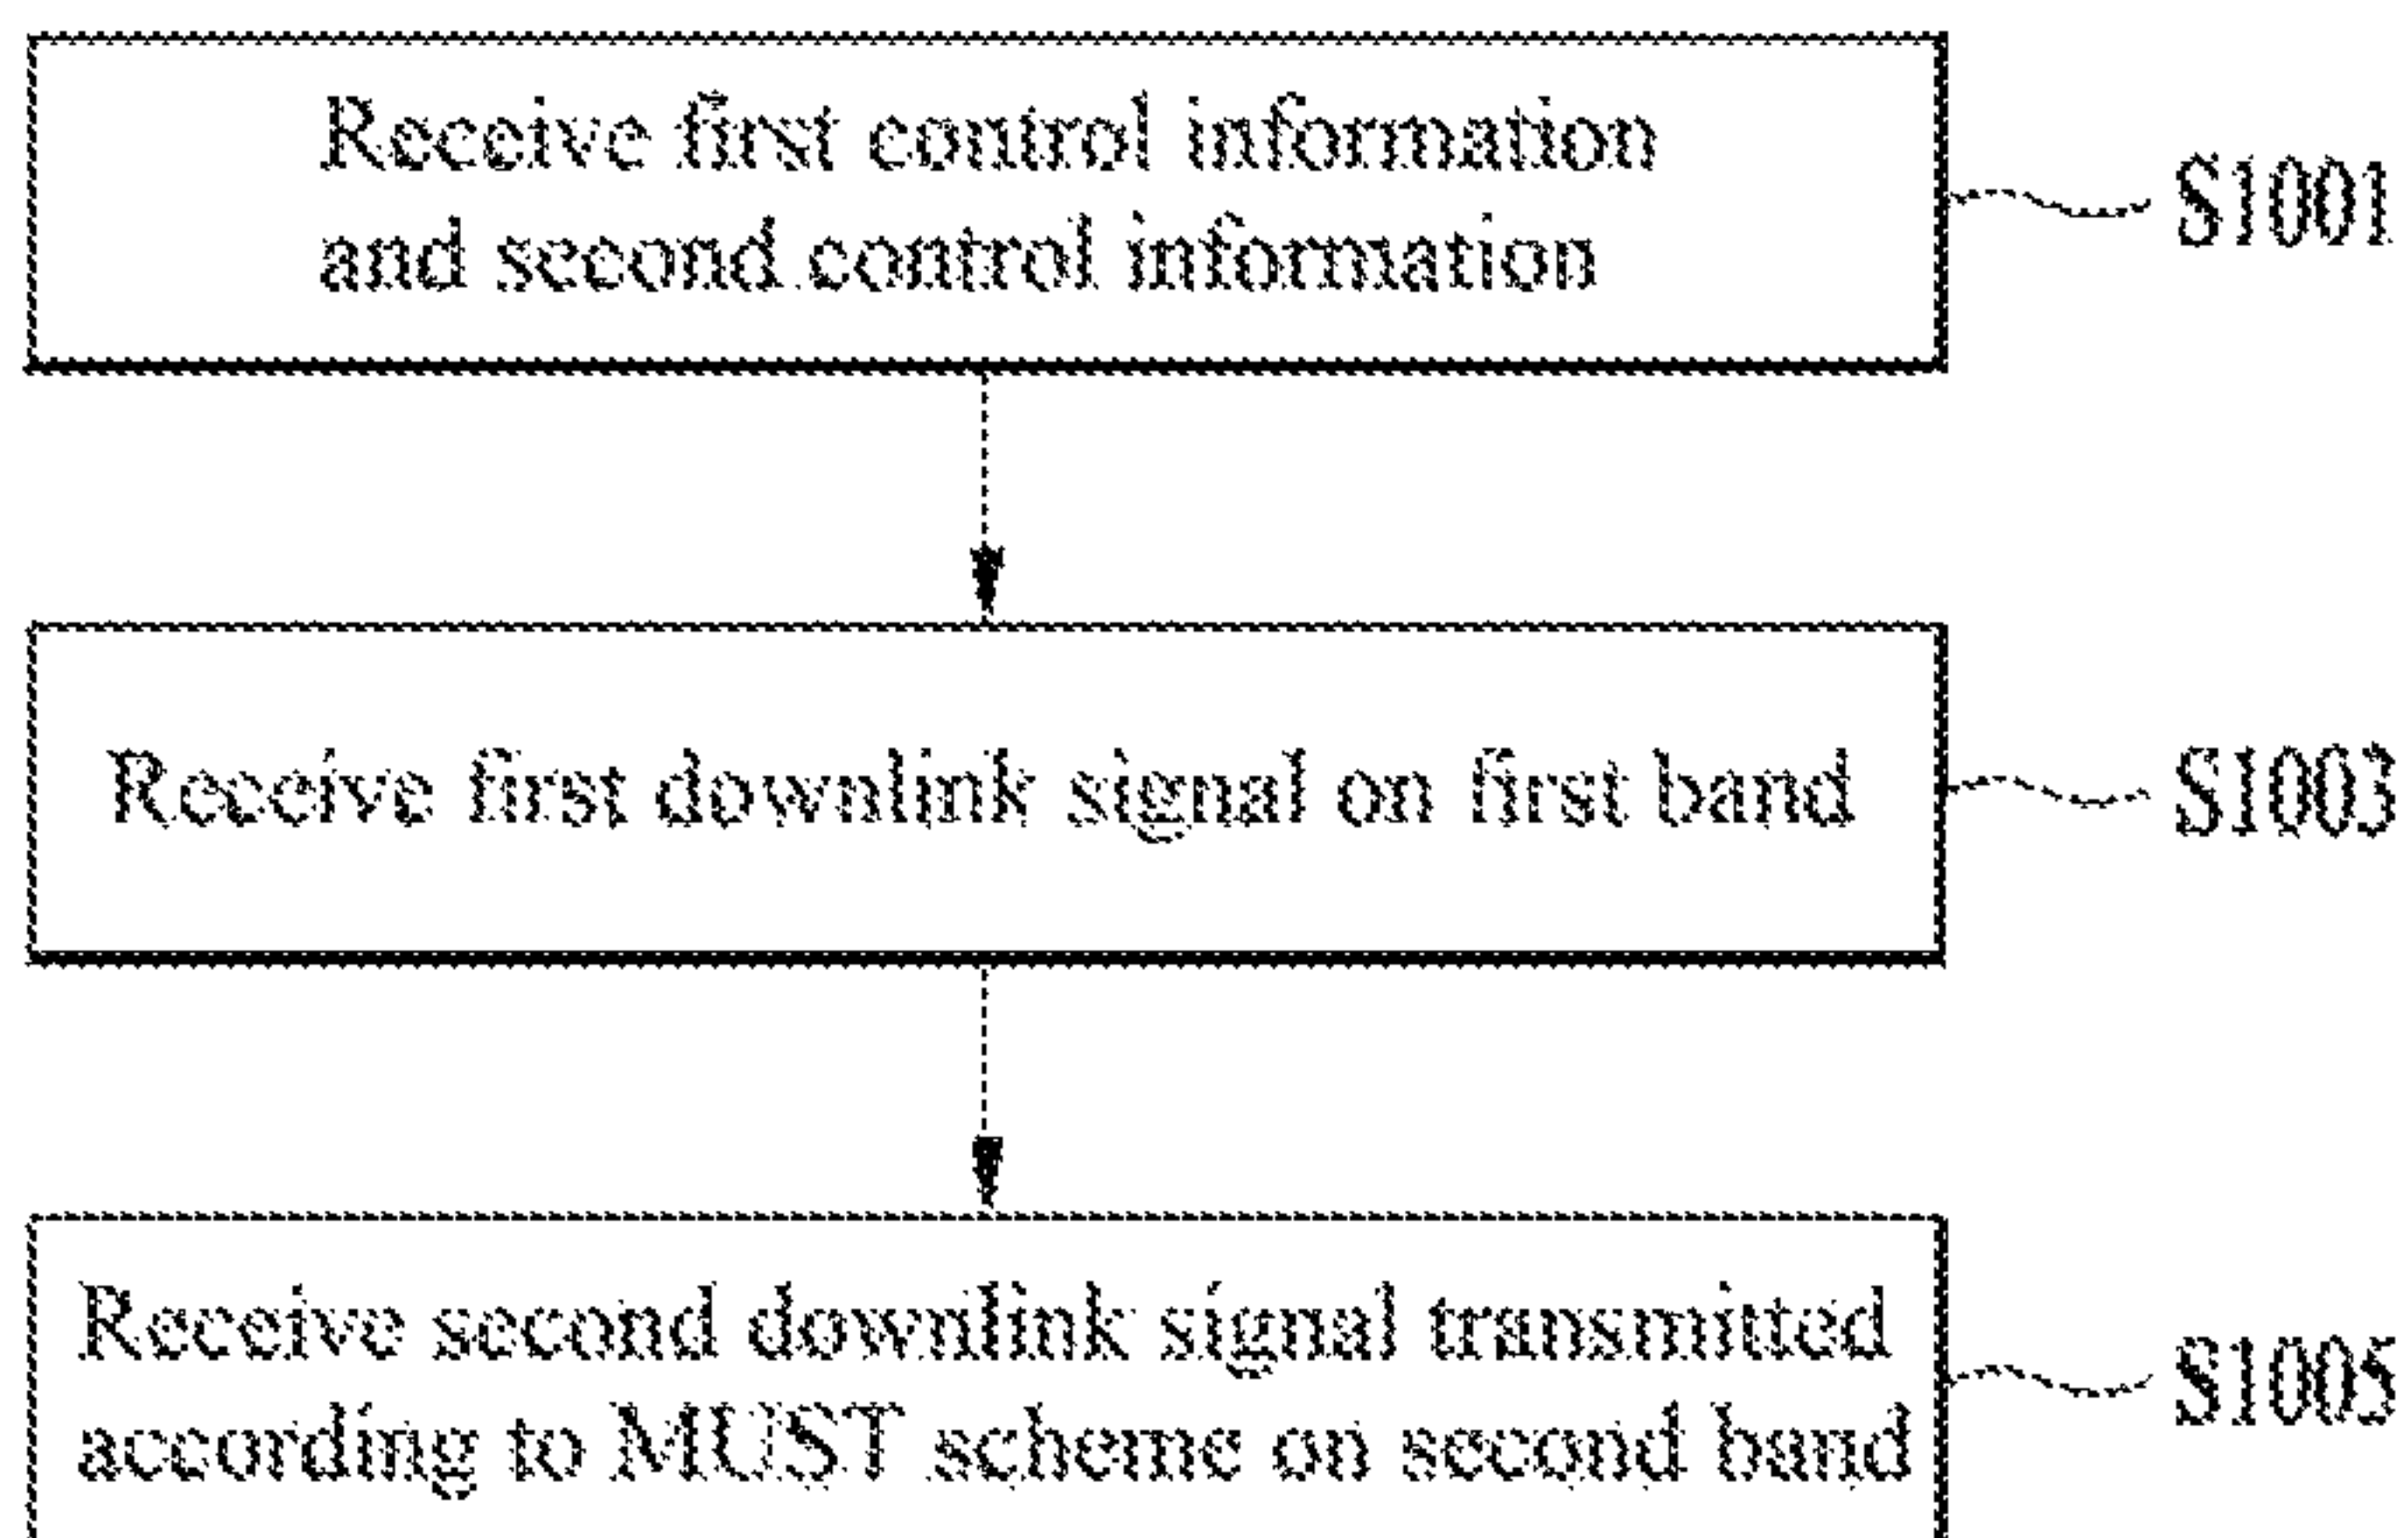 Receive first control information
and second control information
S1001
Receive first downlink signal on first band
S1003
Receive second downlink signal transmitted
according to MUST scheme on second band
S1005